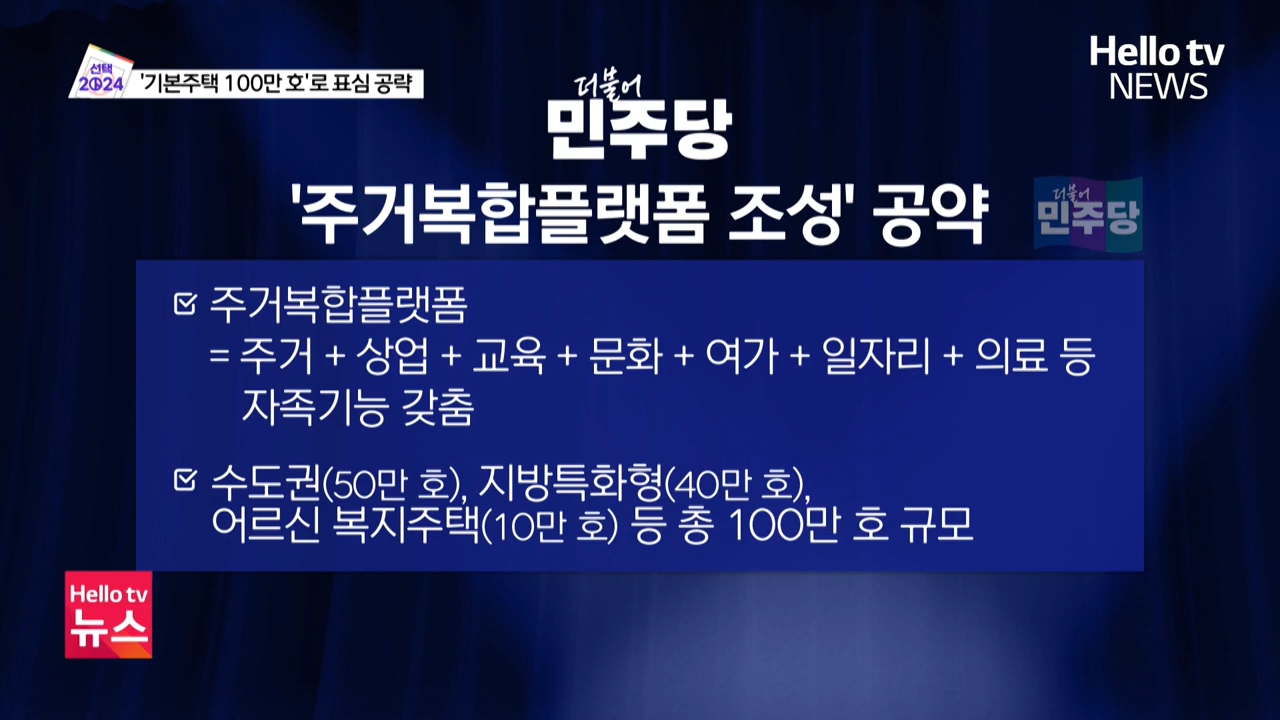 선택
2024
'기본주택 100만 호'로 표심 공략
Hello tv
NEWS
더불어
민주당
'주거복합플랫폼 조성' 공약
더불어
민주당
주거복합플랫폼
= 주거 + 상업 + 교육 + 문화 + 여가 + 일자리 + 의료 등
자족기능 갖춤
수도권(50만 호), 지방특화형(40만 호),
어르신 복지주택(10만 호) 등 총 100만 호 규모
Hello tv
뉴스